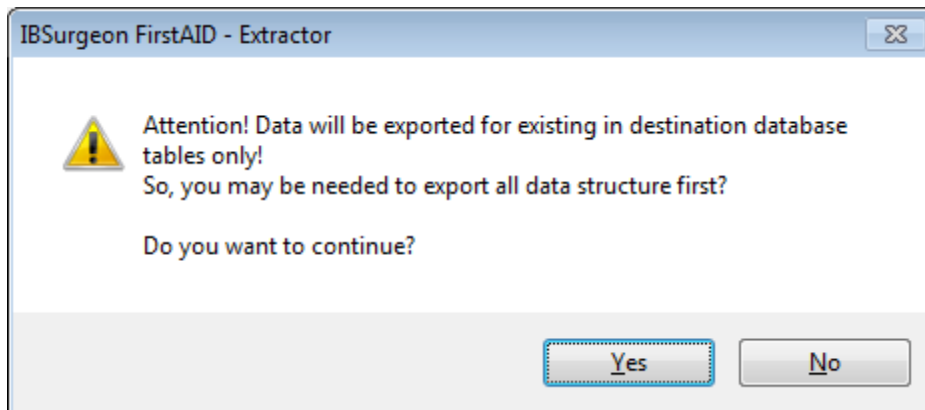 IBSurgeon FirstAID - Extractor
Attention! Data will be exported for existing in destination database
tables only!
So, you may be needed to export all data structure first?
Do you want to continue?
Yes
No